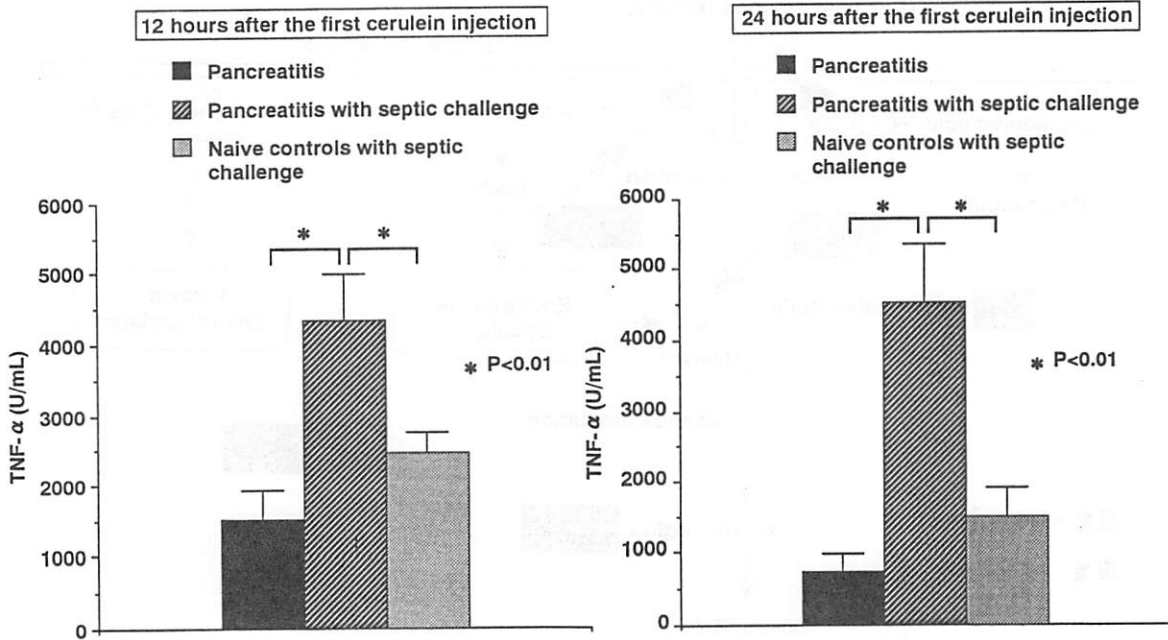 12 hours after the first cerulein injection
Pancreatitis
Pancreatitis with septic challenge
Naive controls with septic
challenge
TNF-α (U/mL)
6000
5000
4000
3000
2000
1000
0
*
*
* P<0.01
24 hours after the first cerulein injection
Pancreatitis
Pancreatitis with septic challenge
Naive controls with septic
challenge
TNF-α (U/mL)
6000
5000
4000
3000
2000
1000
0
*
*
* P<0.01